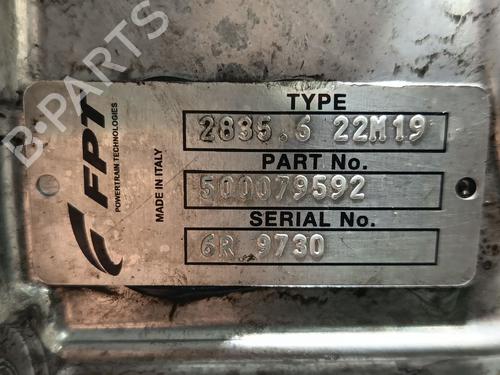 FPT
POWERTRAIN TECHNOLOGIES
MADE IN ITALY
TYPE
2835.6 22M19
PART No.
500079592
SERIAL No.
6R 9730
B-PARTS